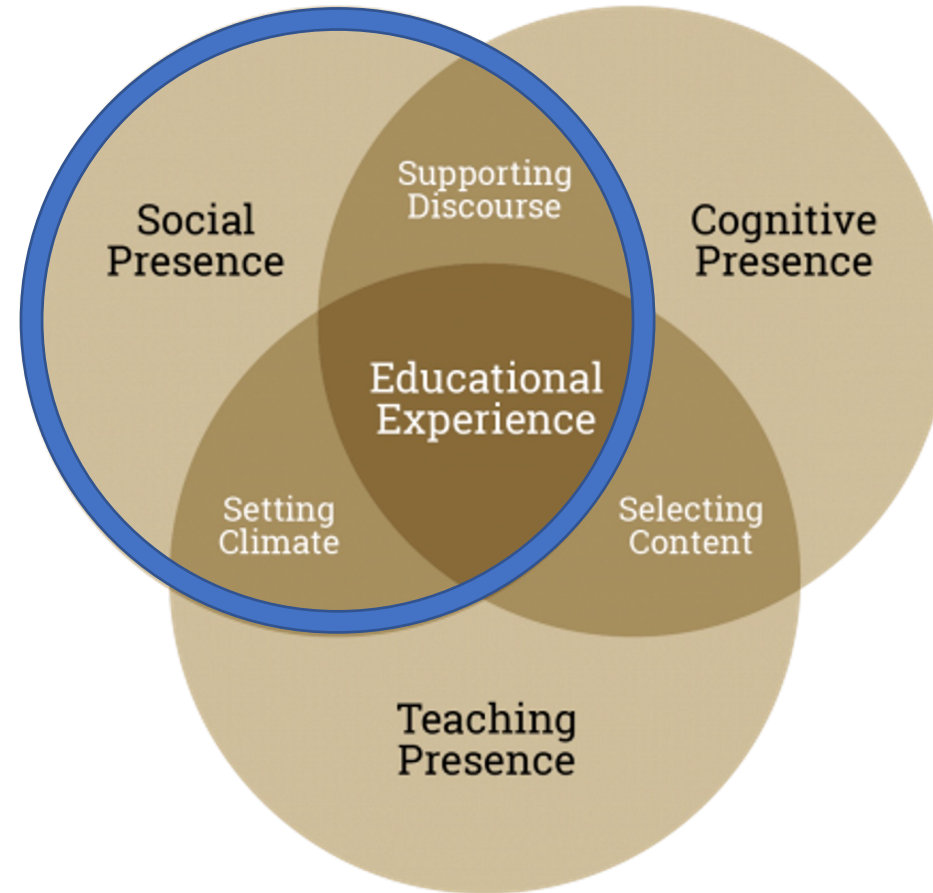 Supporting
Discourse
Social
Presence
Cognitive
Presence
Educational
Experience
Setting
Climate
Selecting
Content
Teaching
Presence